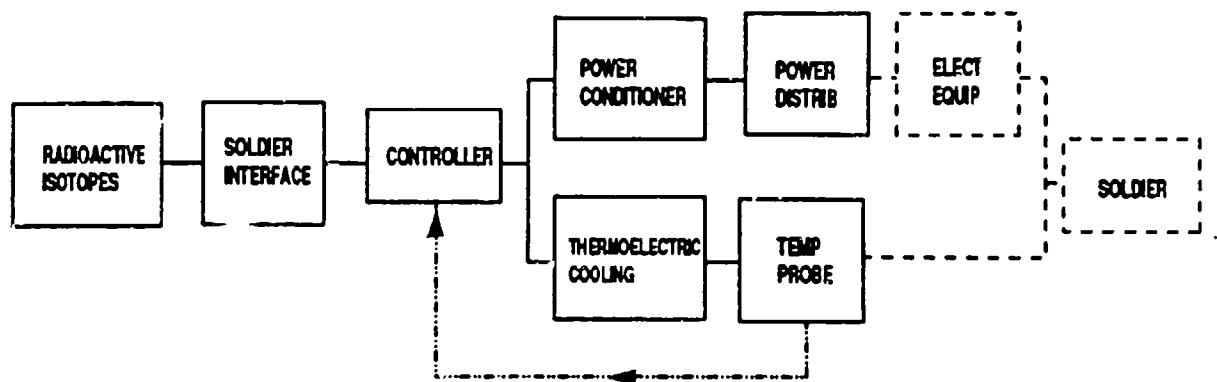 RADIOACTIVE
ISOTOPES
SOLDIER
INTERFACE
CONTROLLER
POWER
CONDITIONER
POWER
DISTRIB
ELECT
EQUIP
SOLDIER
THERMOELECTRIC
COOLING
TEMP
PROBE